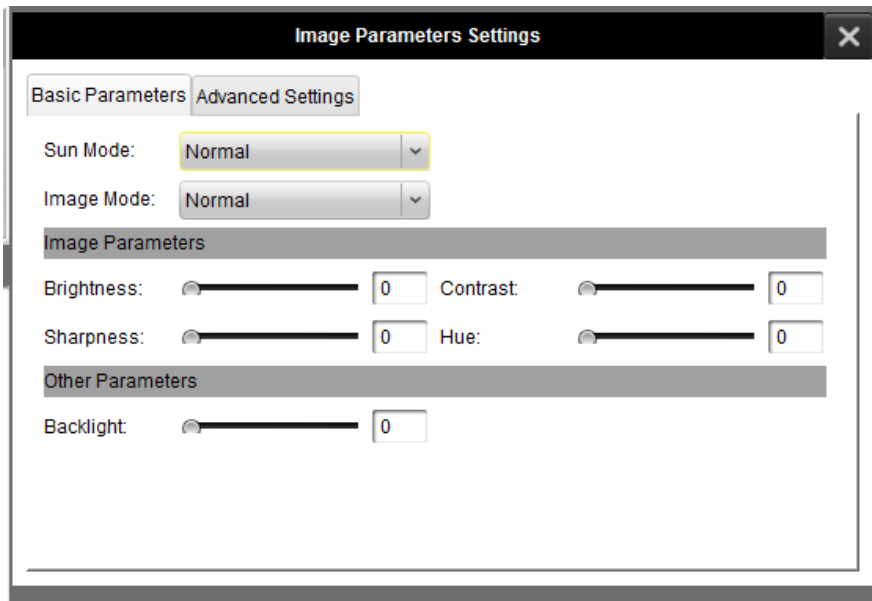 Image Parameters Settings
Basic Parameters Advanced Settings
Sun Mode: Normal
Image Mode: Normal
Image Parameters
Brightness: 0 Contrast: 0
Sharpness: 0 Hue: 0
Other Parameters
Backlight: 0